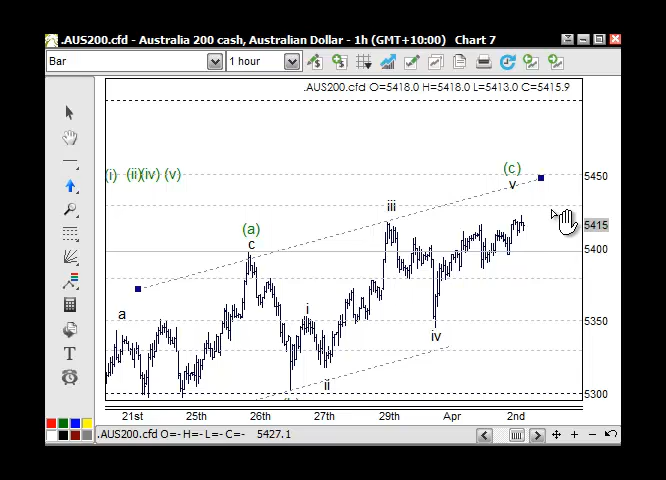 .AUS200.cfd - Australia 200 cash, Australian Dollar - 1h (GMT+10:00) Chart 7
Bar 1 hour
.AUS200.cfd O=5418.0 H=5418.0 L=5413.0 C=5415.9
(i) (ii) (iv) (v)
(c)
v
5450
iii
(a)
c
5415
5400
a
i
5350
iv
ii
5300
21st 25th 26th 27th 29th Apr 2nd
.AUS200.cfd O=- H=- L=- C=- 5427.1